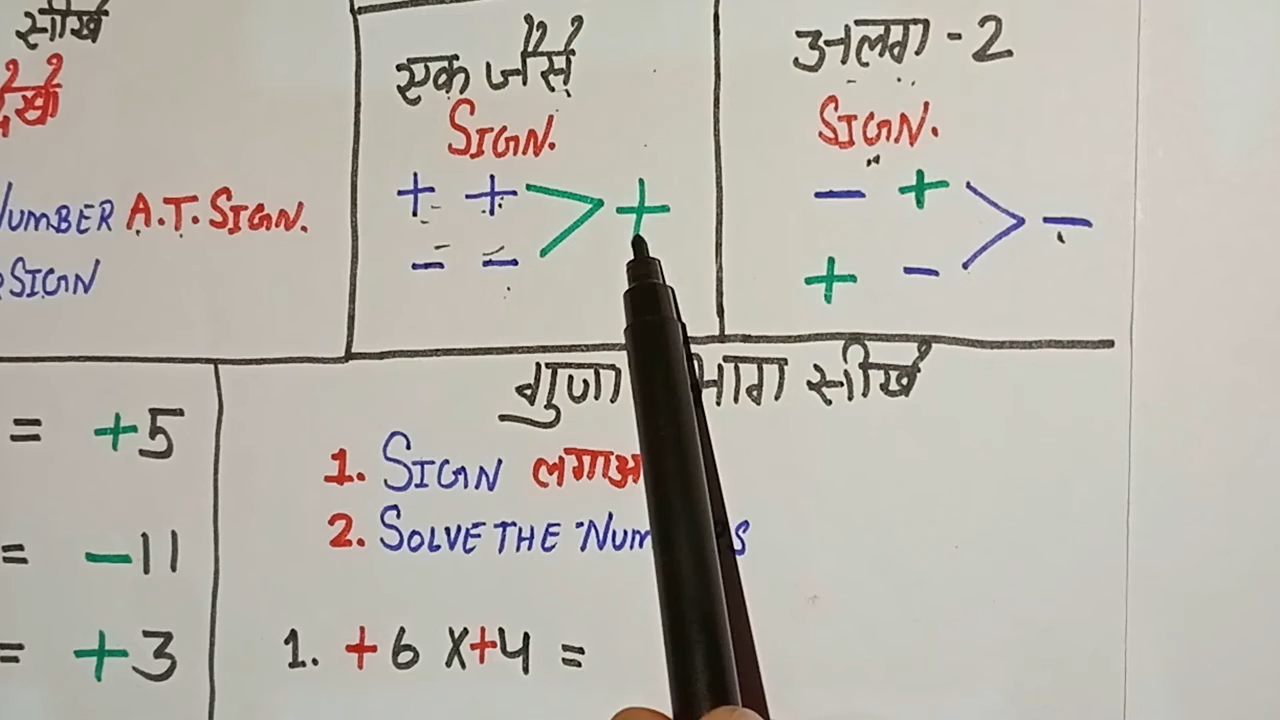 सीखें
देखें
NUMBER A.T. SIGN.
SIGN
एक जैसे
SIGN.
+ + > +
- -
अलग - 2
SIGN.
- + > -
+ -
= +5
= -11
= +3
गुणा भाग सीखें
1. SIGN लगाओ
2. SOLVE THE
1. +6 X +4 =